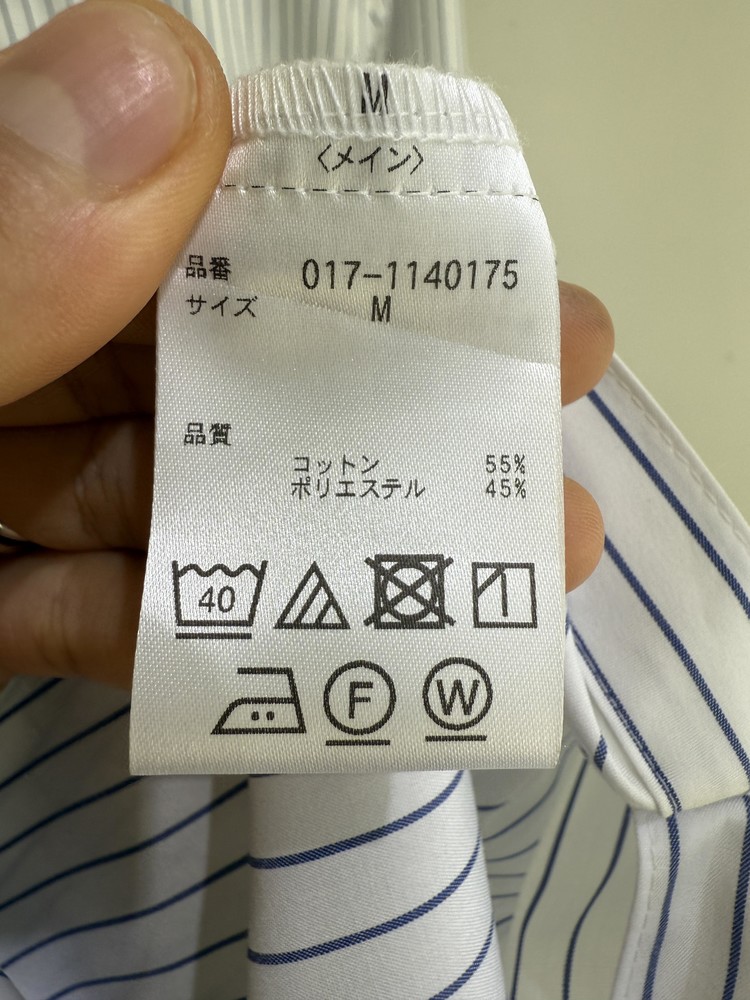 M
〈メイン〉
品番 017-1140175
サイズ M
品質
コットン 55%
ポリエステル 45%
40
F W